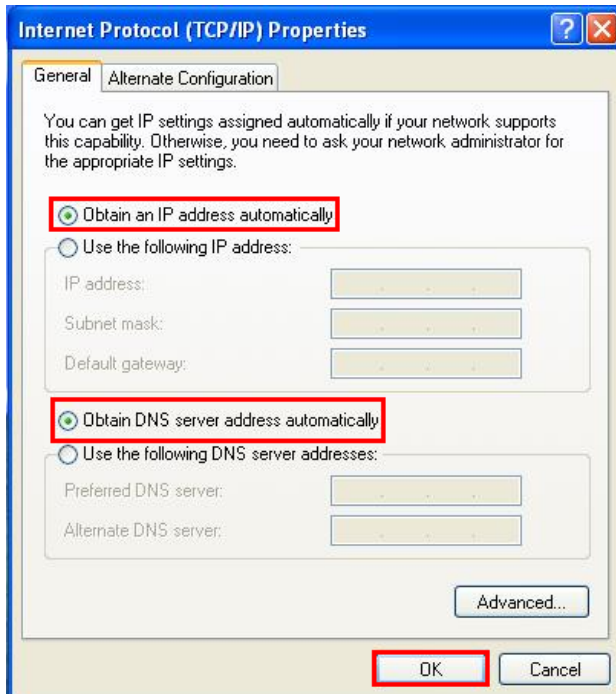 Internet Protocol (TCP/IP) Properties
General
Alternate Configuration
You can get IP settings assigned automatically if your network supports
this capability. Otherwise, you need to ask your network administrator for
the appropriate IP settings.
Obtain an IP address automatically
Use the following IP address:
IP address:
Subnet mask:
Default gateway:
Obtain DNS server address automatically
Use the following DNS server addresses:
Preferred DNS server:
Alternate DNS server:
Advanced...
OK
Cancel